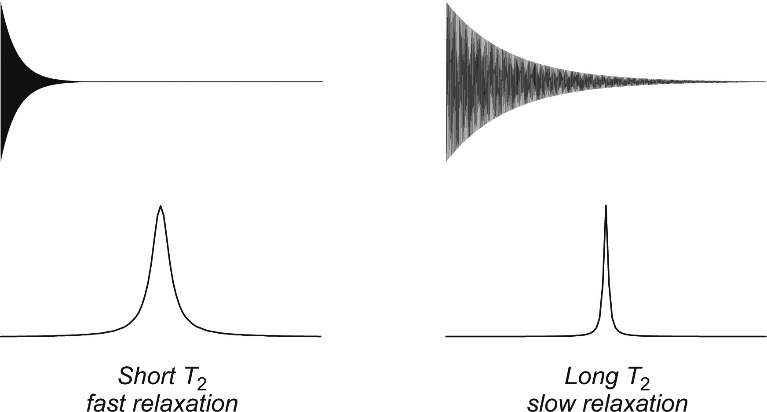 Short T₂
fast relaxation
Long T₂
slow relaxation